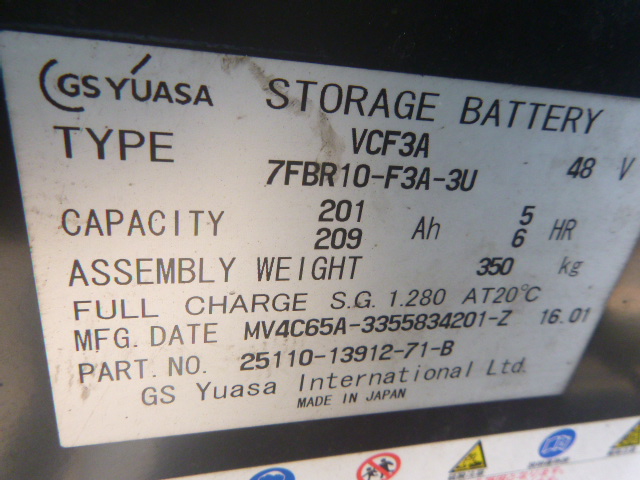 GS YUASA STORAGE BATTERY
TYPE VCF3A
7FBR10-F3A-3U 48 V
CAPACITY 201 Ah 5 HR
209 6
ASSEMBLY WEIGHT 350 kg
FULL CHARGE S.G. 1.280 AT20°C
MFG. DATE MV4C65A-3355834201-Z 16.01
PART. NO. 25110-13912-71-B
GS Yuasa International Ltd.
MADE IN JAPAN